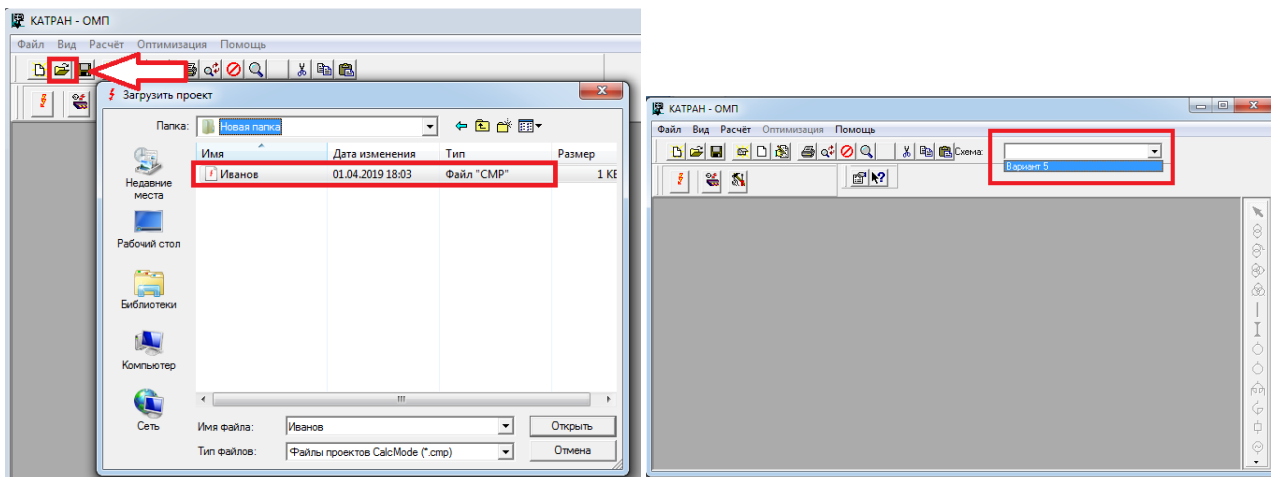 КАТРАН - ОМП
Файл Вид Расчёт Оптимизация Помощь
Загрузить проект
Папка: Новая папка
Имя Дата изменения Тип Размер
Иванов 01.04.2019 18:03 Файл "CMP" 1 КБ
Недавние
места
Рабочий стол
Библиотеки
Компьютер
Сеть
Имя файла: Иванов Открыть
Тип файлов: Файлы проектов CalcMode (*.cmp) Отмена
КАТРАН - ОМП
Файл Вид Расчёт Оптимизация Помощь
Схема:
Вариант 5